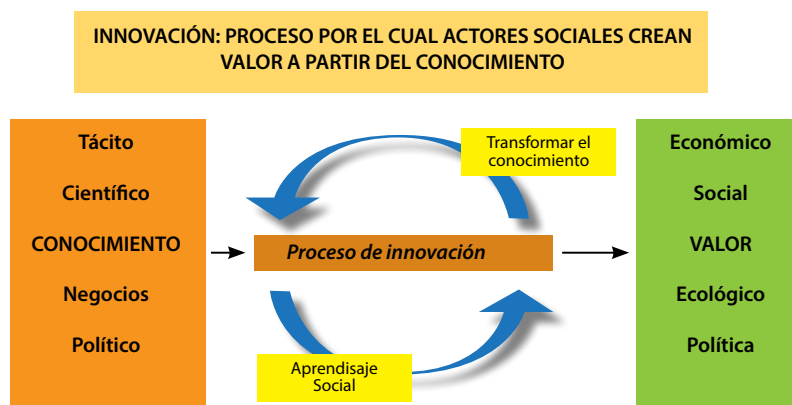 INNOVACIÓN: PROCESO POR EL CUAL ACTORES SOCIALES CREAN
VALOR A PARTIR DEL CONOCIMIENTO
Tácito
Científico
CONOCIMIENTO
Negocios
Político
Transformar el
conocimiento
Proceso de innovación
Aprendisaje
Social
Económico
Social
VALOR
Ecológico
Política